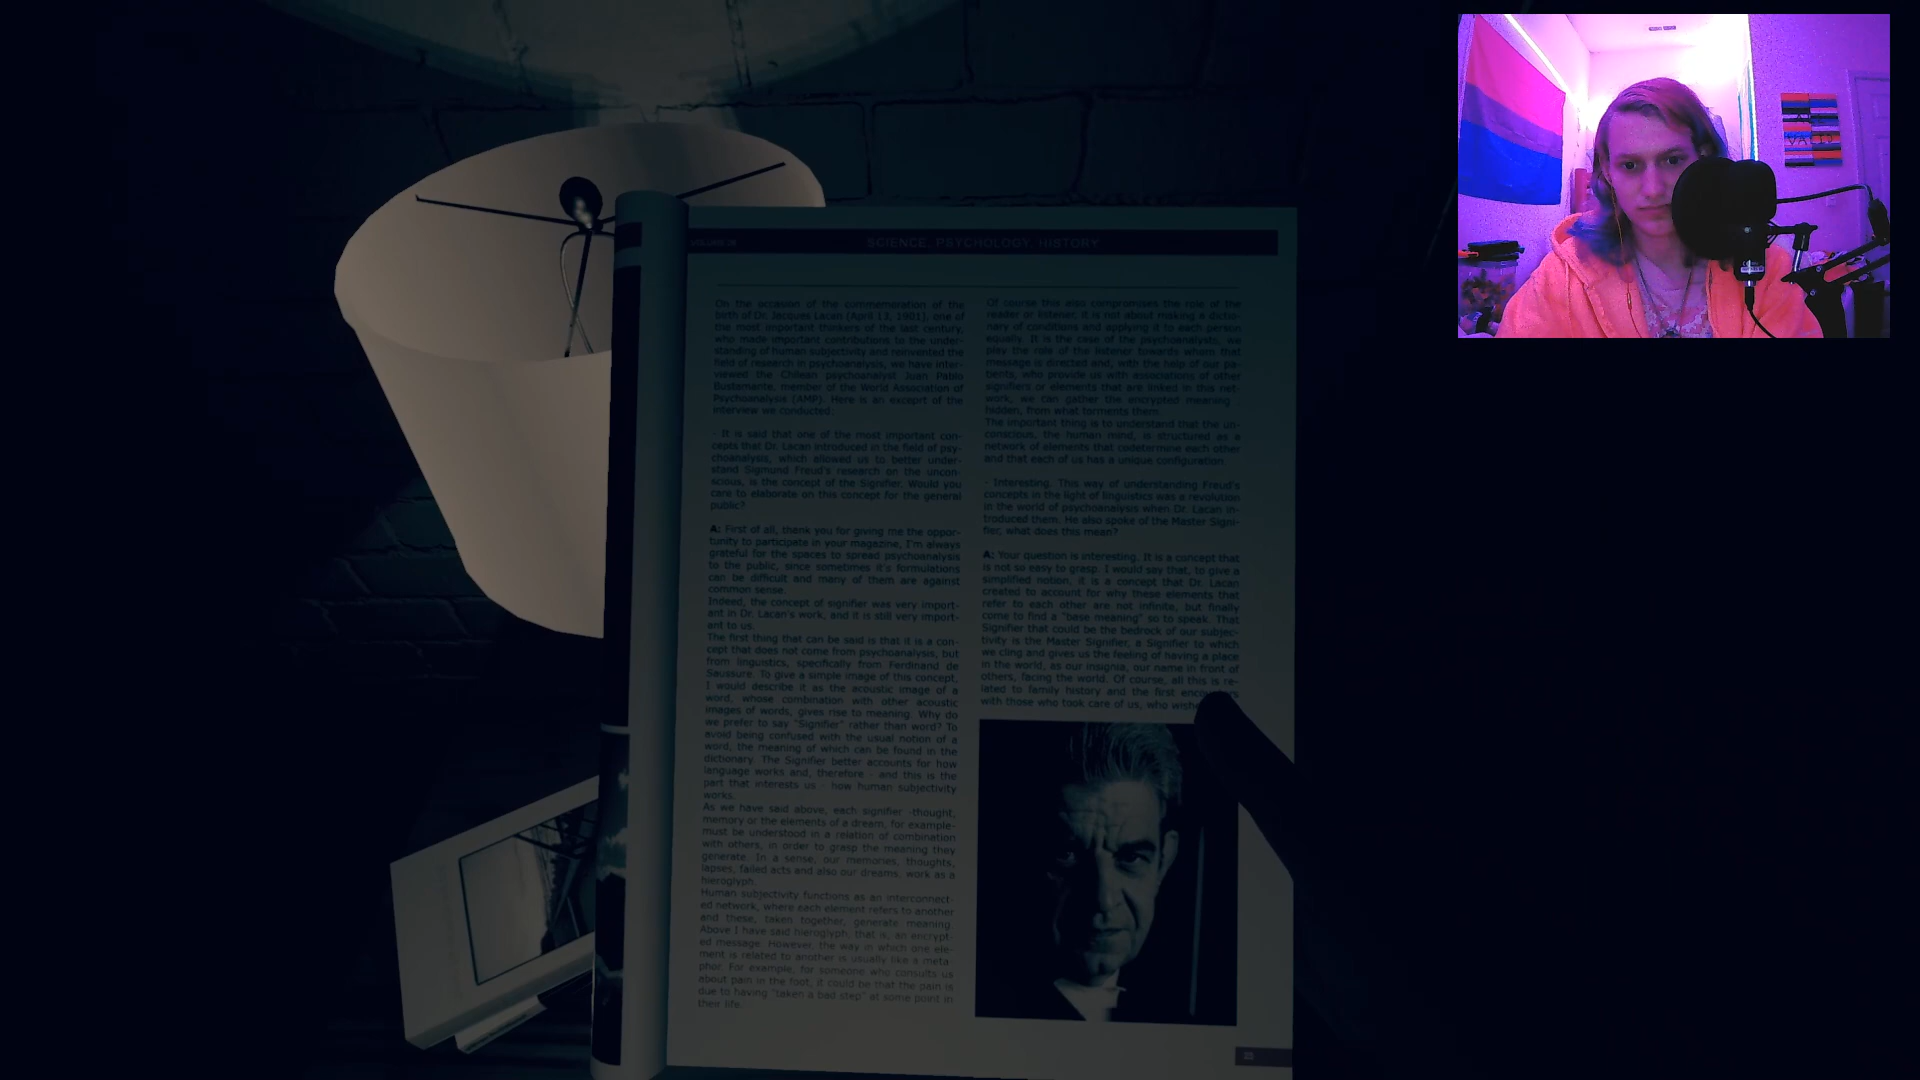 VOLUME 26
SCIENCE, PSYCHOLOGY, HISTORY
On the occasion of the commemoration of the
birth of Dr. Jacques Lacan (April 13, 1901), one of
the most important thinkers of the last century,
who made important contributions to the under-
standing of human subjectivity and reinvented the
field of research in psychoanalysis, we have inter-
viewed the Chilean psychoanalyst Juan Pablo
Bustamante, member of the World Association of
Psychoanalysis (AMP). Here is an excerpt of the
interview we conducted:
- It is said that one of the most important con-
cepts that Dr. Lacan introduced in the field of psy-
choanalysis, which allowed us to better under-
stand Sigmund Freud's research on the uncon-
scious, is the concept of the Signifier. Would you
care to elaborate on this concept for the general
public?
A: First of all, thank you for giving me the oppor-
tunity to participate in your magazine, I'm always
grateful for the spaces to spread psychoanalysis
to the public, since sometimes it's formulations
can be difficult and many of them are against
common sense.
Indeed, the concept of signifier was very import-
ant in Dr. Lacan's work, and it is still very import-
ant to us.
The first thing that can be said is that it is a con-
cept that does not come from psychoanalysis, but
from linguistics, specifically from Ferdinand de
Saussure. To give a simple image of this concept,
I would describe it as the acoustic image of a
word, whose combination with other acoustic
images of words, gives rise to meaning. Why do
we prefer to say "Signifier" rather than word? To
avoid being confused with the usual notion of a
word, the meaning of which can be found in the
dictionary. The Signifier better accounts for how
language works and, therefore - and this is the
part that interests us - how human subjectivity
works.
As we have said above, each signifier -thought,
memory or the elements of a dream, for example-
must be understood in a relation of combination
with others, in order to grasp the meaning they
generate. In a sense, our memories, thoughts,
lapses, failed acts and also our dreams, work as a
hieroglyph.
Human subjectivity functions as an interconnect-
ed network, where each element refers to another
and these, taken together, generate meaning.
Above I have said hieroglyph, that is, an encrypt-
ed message. However, the way in which one ele-
ment is related to another is usually like a meta-
phor. For example, for someone who consults us
about pain in the foot, it could be that the pain is
due to having "taken a bad step" at some point in
their life.
Of course this also compromises the role of the
reader or listener. It is not about making a dictio-
nary of conditions and applying it to each person
equally. It is the case of the psychoanalysts, we
play the role of the listener towards whom that
message is directed and, with the help of our pa-
tients, who provide us with associations of other
signifiers or elements that are linked in this net-
work, we can gather the encrypted meaning -
hidden, from what torments them.
The important thing is to understand that the un-
conscious, the human mind, is structured as a
network of elements that codetermine each other
and that each of us has a unique configuration.
- Interesting. This way of understanding Freud's
concepts in the light of linguistics was a revolution
in the world of psychoanalysis when Dr. Lacan in-
troduced them. He also spoke of the Master Signi-
fier, what does this mean?
A: Your question is interesting. It is a concept that
is not so easy to grasp. I would say that, to give a
simplified notion, it is a concept that Dr. Lacan
created to account for why these elements that
refer to each other are not infinite, but finally
come to find a "base meaning" so to speak. That
Signifier that could be the bedrock of our subjec-
tivity is the Master Signifier, a Signifier to which
we cling and gives us the feeling of having a place
in the world, as our insignia, our name in front of
others, facing the world. Of course, all this is re-
lated to family history and the first encounters
with those who took care of us, who wishe